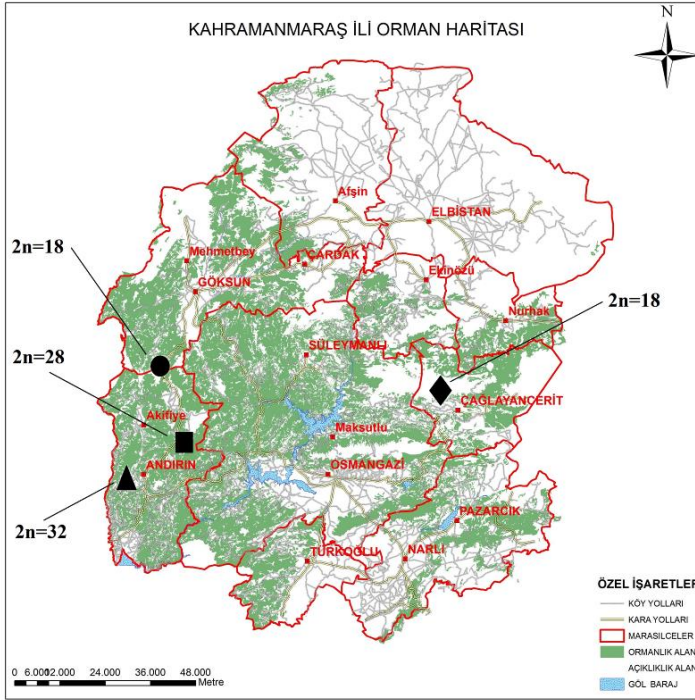 KAHRAMANMARAŞ İLİ ORMAN HARİTASI
N
Afşin
ELBİSTAN
2n=18
Mehmetbey
ÇARDAK
Ekinözü
GÖKSUN
2n=18
Nurhak
2n=28
SÜLEYMANLI
ÇAĞLAYANCERİT
Akifiye
Maksutlu
ANDIRIN
OSMANGAZİ
2n=32
PAZARCIK
TÜRKOĞLU
NARLI
ÖZEL İŞARETLER
KÖY YOLLARI
KARA YOLLARI
MARASILCELER
ORMANLIK ALAN
AÇIKLIKLIK ALAN
GÖL BARAJ
0 6.00012.000 24.000 36.000 48.000
Metre